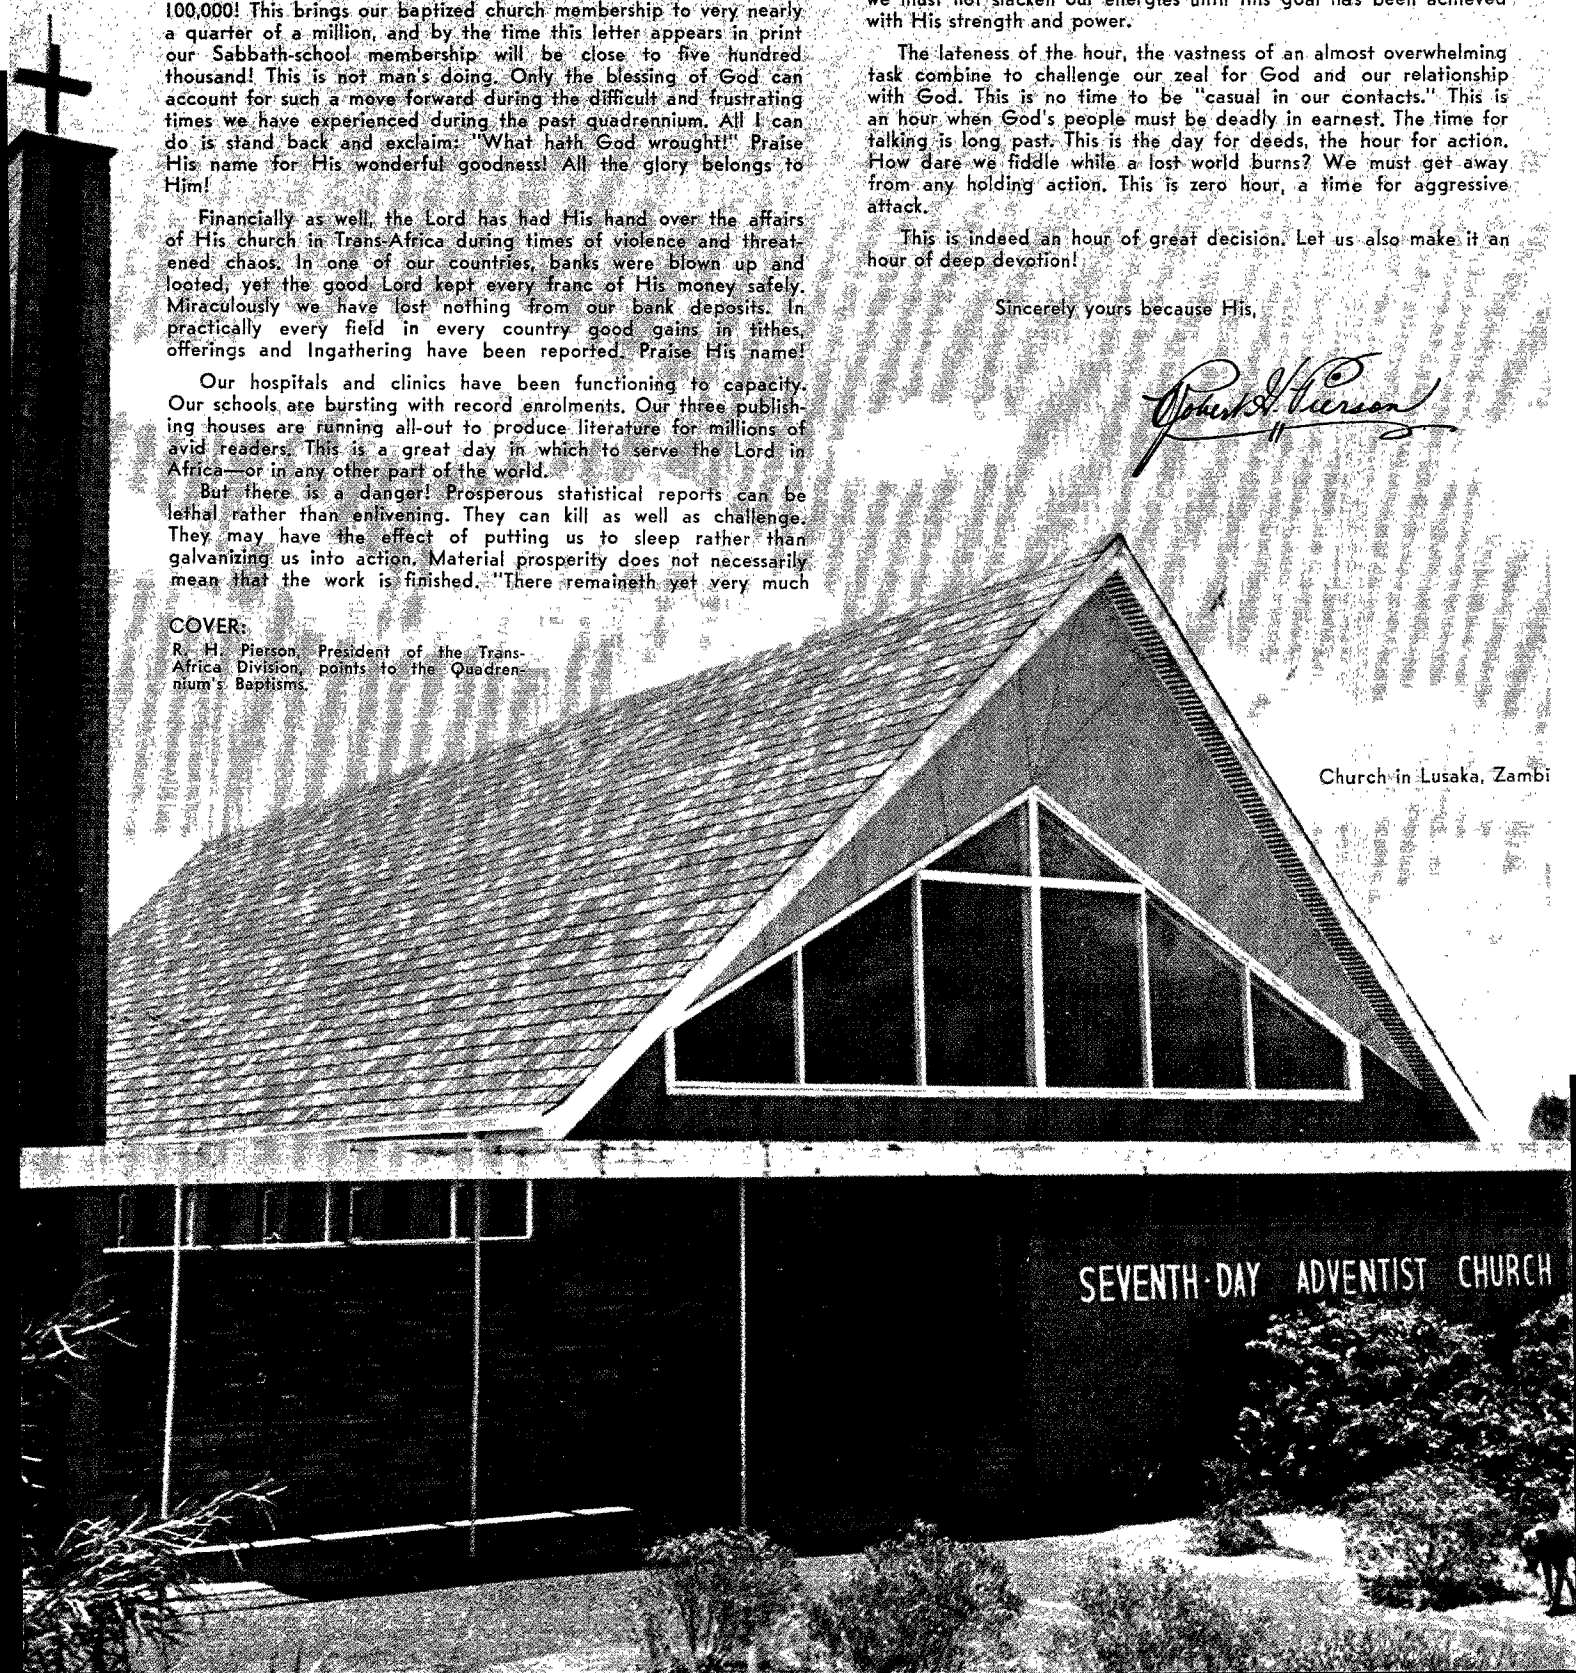 100,000! This brings our baptized church membership to very nearly
a quarter of a million, and by the time this letter appears in print
our Sabbath-school membership will be close to five hundred
thousand! This is not man's doing. Only the blessing of God can
account for such a move forward during the difficult and frustrating
times we have experienced during the past quadrennium. All I can
do is stand back and exclaim: "What hath God wrought!" Praise
His name for His wonderful goodness! All the glory belongs to
Him!
Financially as well, the Lord has had His hand over the affairs
of His church in Trans-Africa during times of violence and threat-
ened chaos. In one of our countries, banks were blown up and
looted, yet the good Lord kept every franc of His money safely.
Miraculously we have lost nothing from our bank deposits. In
practically every field in every country good gains in tithes,
offerings and Ingathering have been reported. Praise His name!
Our hospitals and clinics have been functioning to capacity.
Our schools are bursting with record enrolments. Our three publish-
ing houses are running all-out to produce literature for millions of
avid readers. This is a great day in which to serve the Lord in
Africa—or in any other part of the world.
But there is a danger! Prosperous statistical reports can be
lethal rather than enlivening. They can kill as well as challenge.
They may have the effect of putting us to sleep rather than
galvanizing us into action. Material prosperity does not necessarily
mean that the work is finished. "There remaineth yet very much
COVER:
R. H. Pierson, President of the Trans-
Africa Division, points to the Quadren-
nium's Baptisms.
we must not slacken our energies until this goal has been achieved
with His strength and power.
The lateness of the hour, the vastness of an almost overwhelming
task combine to challenge our zeal for God and our relationship
with God. This is no time to be "casual in our contacts." This is
an hour when God's people must be deadly in earnest. The time for
talking is long past. This is the day for deeds, the hour for action.
How dare we fiddle while a lost world burns? We must get away
from any holding action. This is zero hour, a time for aggressive
attack.
This is indeed an hour of great decision. Let us also make it an
hour of deep devotion!
Sincerely yours because His,
Robert H. Pierson
Church in Lusaka, Zambi
SEVENTH-DAY ADVENTIST CHURCH